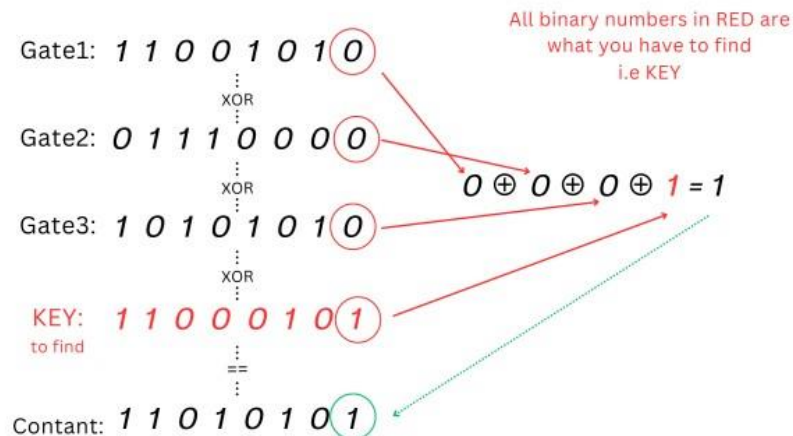 All binary numbers in RED are
what you have to find
i.e KEY
Gate1: 1 1 0 0 1 0 1 0
XOR
Gate2: 0 1 1 1 0 0 0 0
XOR
0 ⊕ 0 ⊕ 0 ⊕ 1 = 1
Gate3: 1 0 1 0 1 0 1 0
XOR
KEY: 1 1 0 0 0 1 0 1
to find
==
Contant: 1 1 0 1 0 1 0 1